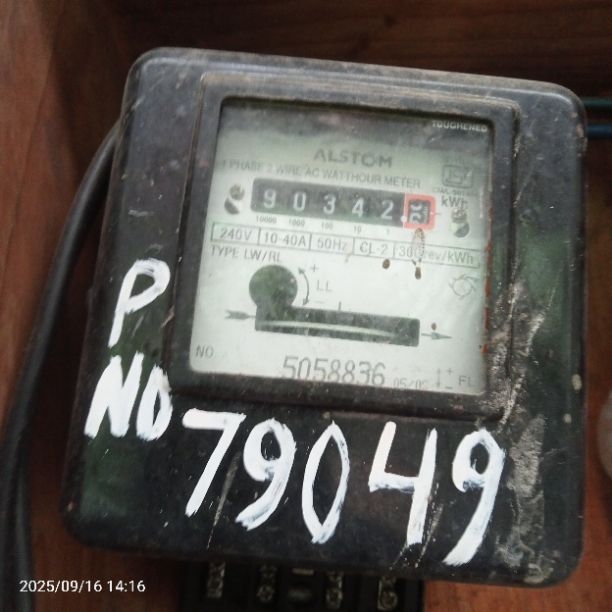 TOUGHENED
ALSTOM
1 PHASE 2 WIRE AC WATTHOUR METER
kWh
9 0 3 4 2
10000 1000 100 10 1
240V 10-40A 50Hz CL-2 rev/kWh
TYPE LW/RL
+
LL
−
NO 5058836 FL
P
NO 79049
2025/09/16 14:16